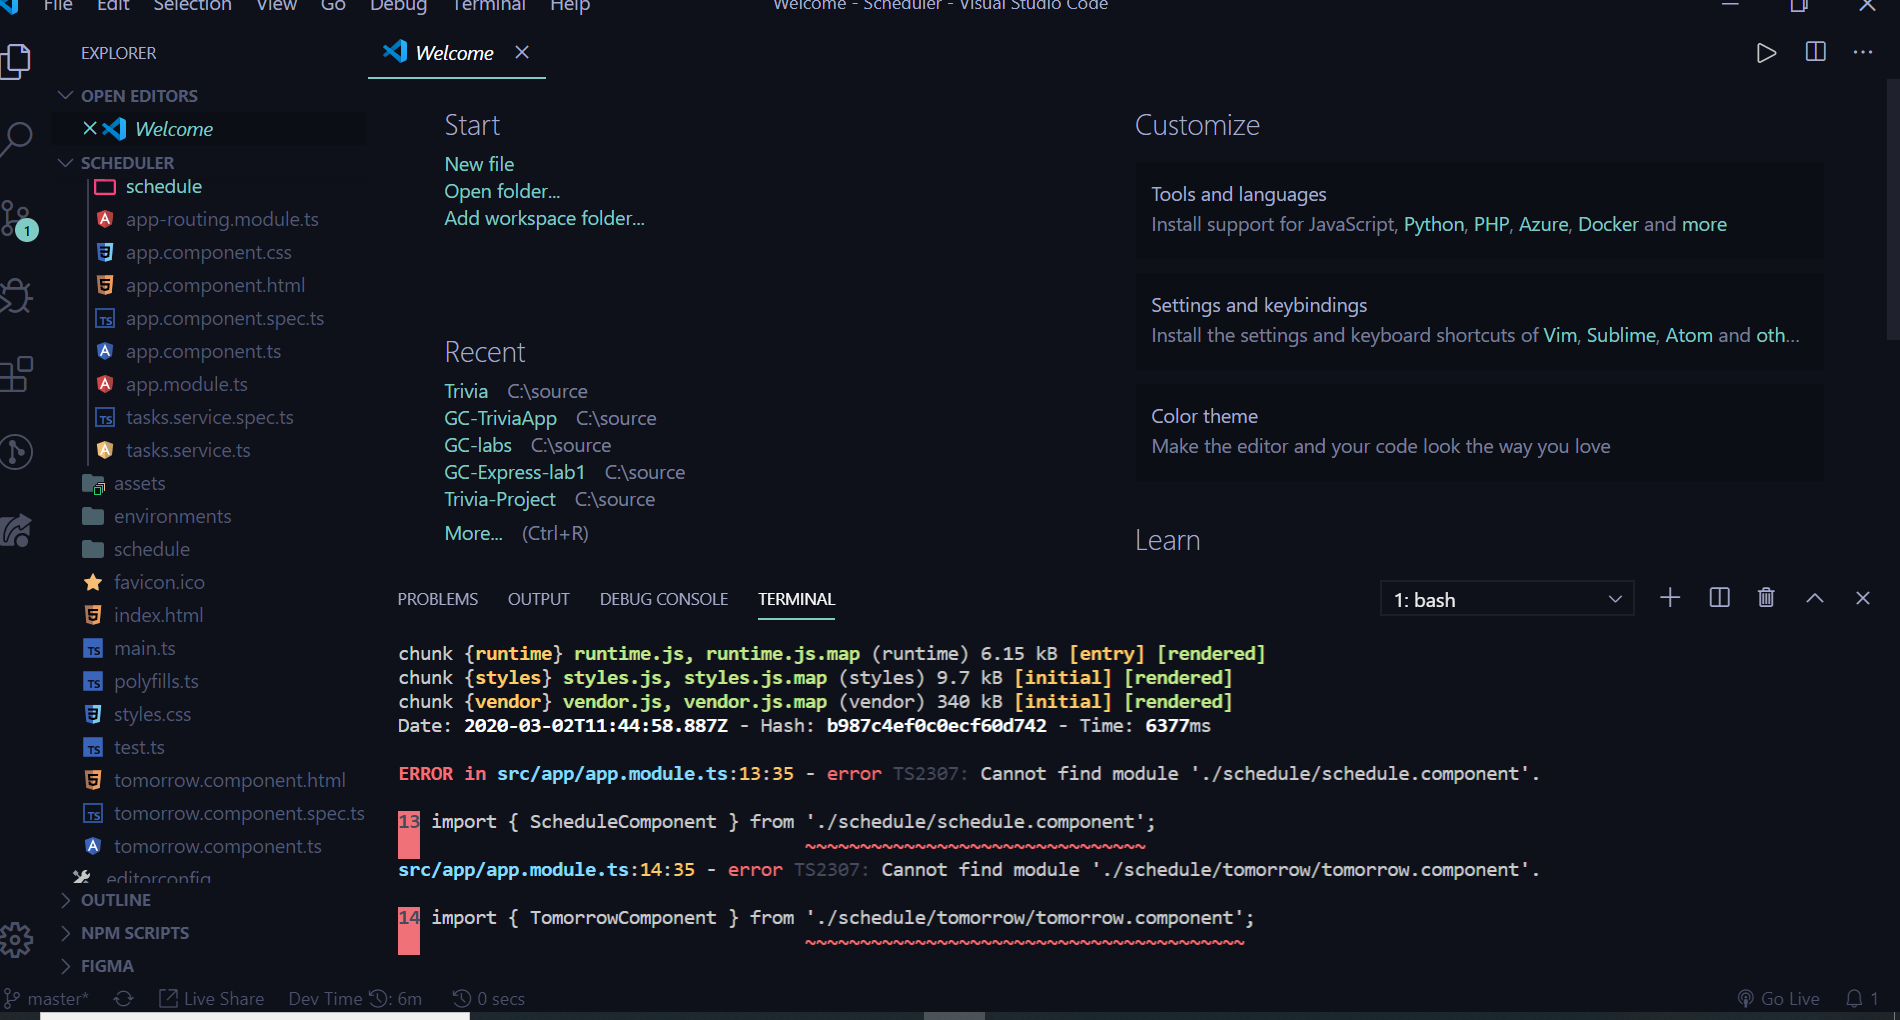 File Edit Selection View Go Debug Terminal Help
Welcome - Scheduler - Visual Studio Code
EXPLORER
OPEN EDITORS
Welcome
SCHEDULER
schedule
app-routing.module.ts
app.component.css
app.component.html
app.component.spec.ts
app.component.ts
app.module.ts
tasks.service.spec.ts
tasks.service.ts
assets
environments
schedule
favicon.ico
index.html
main.ts
polyfills.ts
styles.css
test.ts
tomorrow.component.html
tomorrow.component.spec.ts
tomorrow.component.ts
.editorconfig
OUTLINE
NPM SCRIPTS
FIGMA
1
Welcome
Start
New file
Open folder...
Add workspace folder...
Recent
Trivia C:\source
GC-TriviaApp C:\source
GC-labs C:\source
GC-Express-lab1 C:\source
Trivia-Project C:\source
More... (Ctrl+R)
Customize
Tools and languages
Install support for JavaScript, Python, PHP, Azure, Docker and more
Settings and keybindings
Install the settings and keyboard shortcuts of Vim, Sublime, Atom and oth...
Color theme
Make the editor and your code look the way you love
Learn
PROBLEMS OUTPUT DEBUG CONSOLE TERMINAL
1: bash
chunk {runtime} runtime.js, runtime.js.map (runtime) 6.15 kB [entry] [rendered]
chunk {styles} styles.js, styles.js.map (styles) 9.7 kB [initial] [rendered]
chunk {vendor} vendor.js, vendor.js.map (vendor) 340 kB [initial] [rendered]
Date: 2020-03-02T11:44:58.887Z - Hash: b987c4ef0c0ecf60d742 - Time: 6377ms
ERROR in src/app/app.module.ts:13:35 - error TS2307: Cannot find module './schedule/schedule.component'.
13 import { ScheduleComponent } from './schedule/schedule.component';
~~~~~~~~~~~~~~~~~~~~~~~~~~~~~~~
src/app/app.module.ts:14:35 - error TS2307: Cannot find module './schedule/tomorrow/tomorrow.component'.
14 import { TomorrowComponent } from './schedule/tomorrow/tomorrow.component';
~~~~~~~~~~~~~~~~~~~~~~~~~~~~~~~~~~~~~~~~
master* Live Share Dev Time : 6m 0 secs
Go Live 1